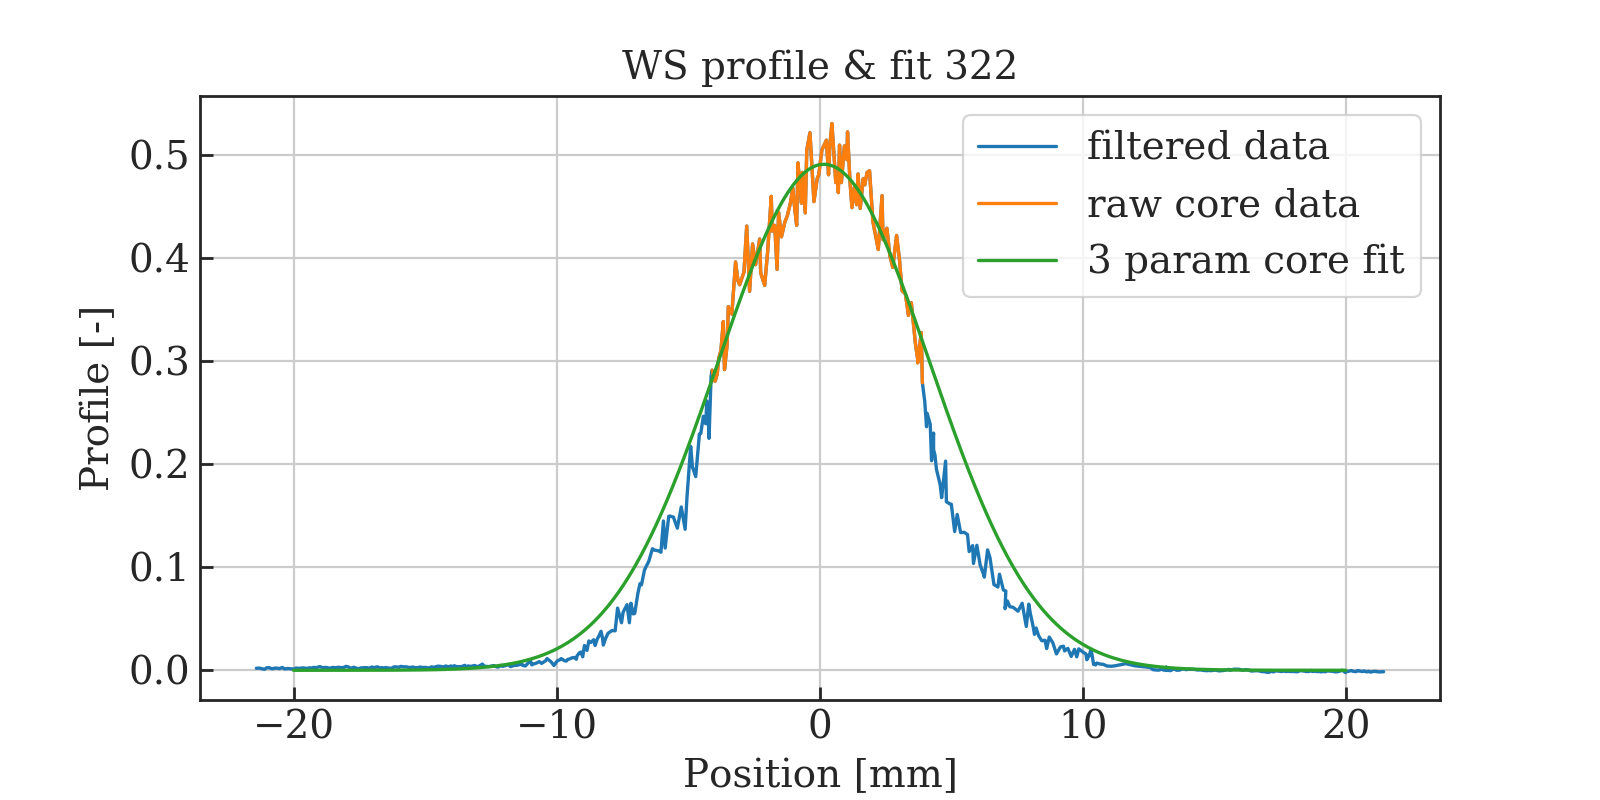 WS profile & fit 322
filtered data
raw core data
3 param core fit
Profile [-]
0.5
0.4
0.3
0.2
0.1
0.0
−20 −10 0 10 20
Position [mm]